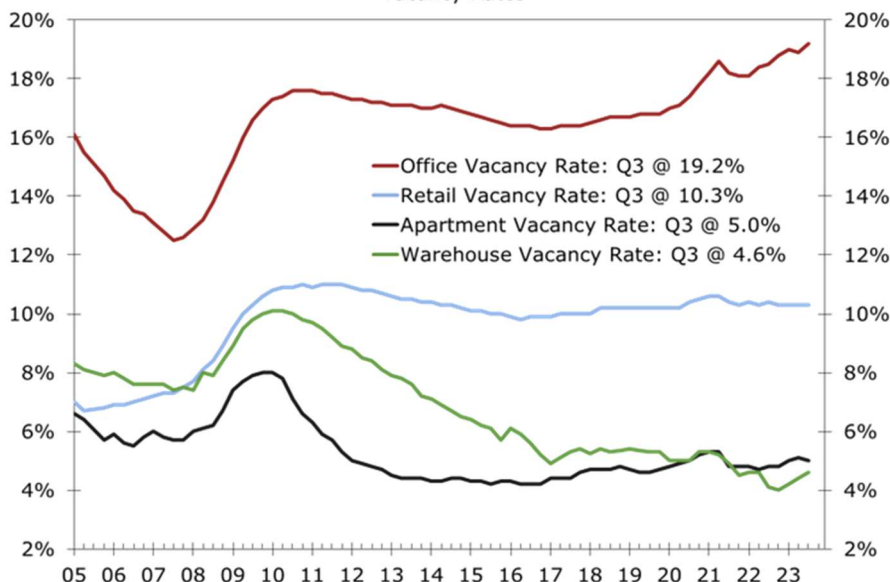 20% 20%
18% 18%
16% 16%
Office Vacancy Rate: Q3 @ 19.2%
14% Retail Vacancy Rate: Q3 @ 10.3% 14%
Apartment Vacancy Rate: Q3 @ 5.0%
12% Warehouse Vacancy Rate: Q3 @ 4.6% 12%
10% 10%
8% 8%
6% 6%
4% 4%
2% 2%
05 06 07 08 09 10 11 12 13 14 15 16 17 18 19 20 21 22 23